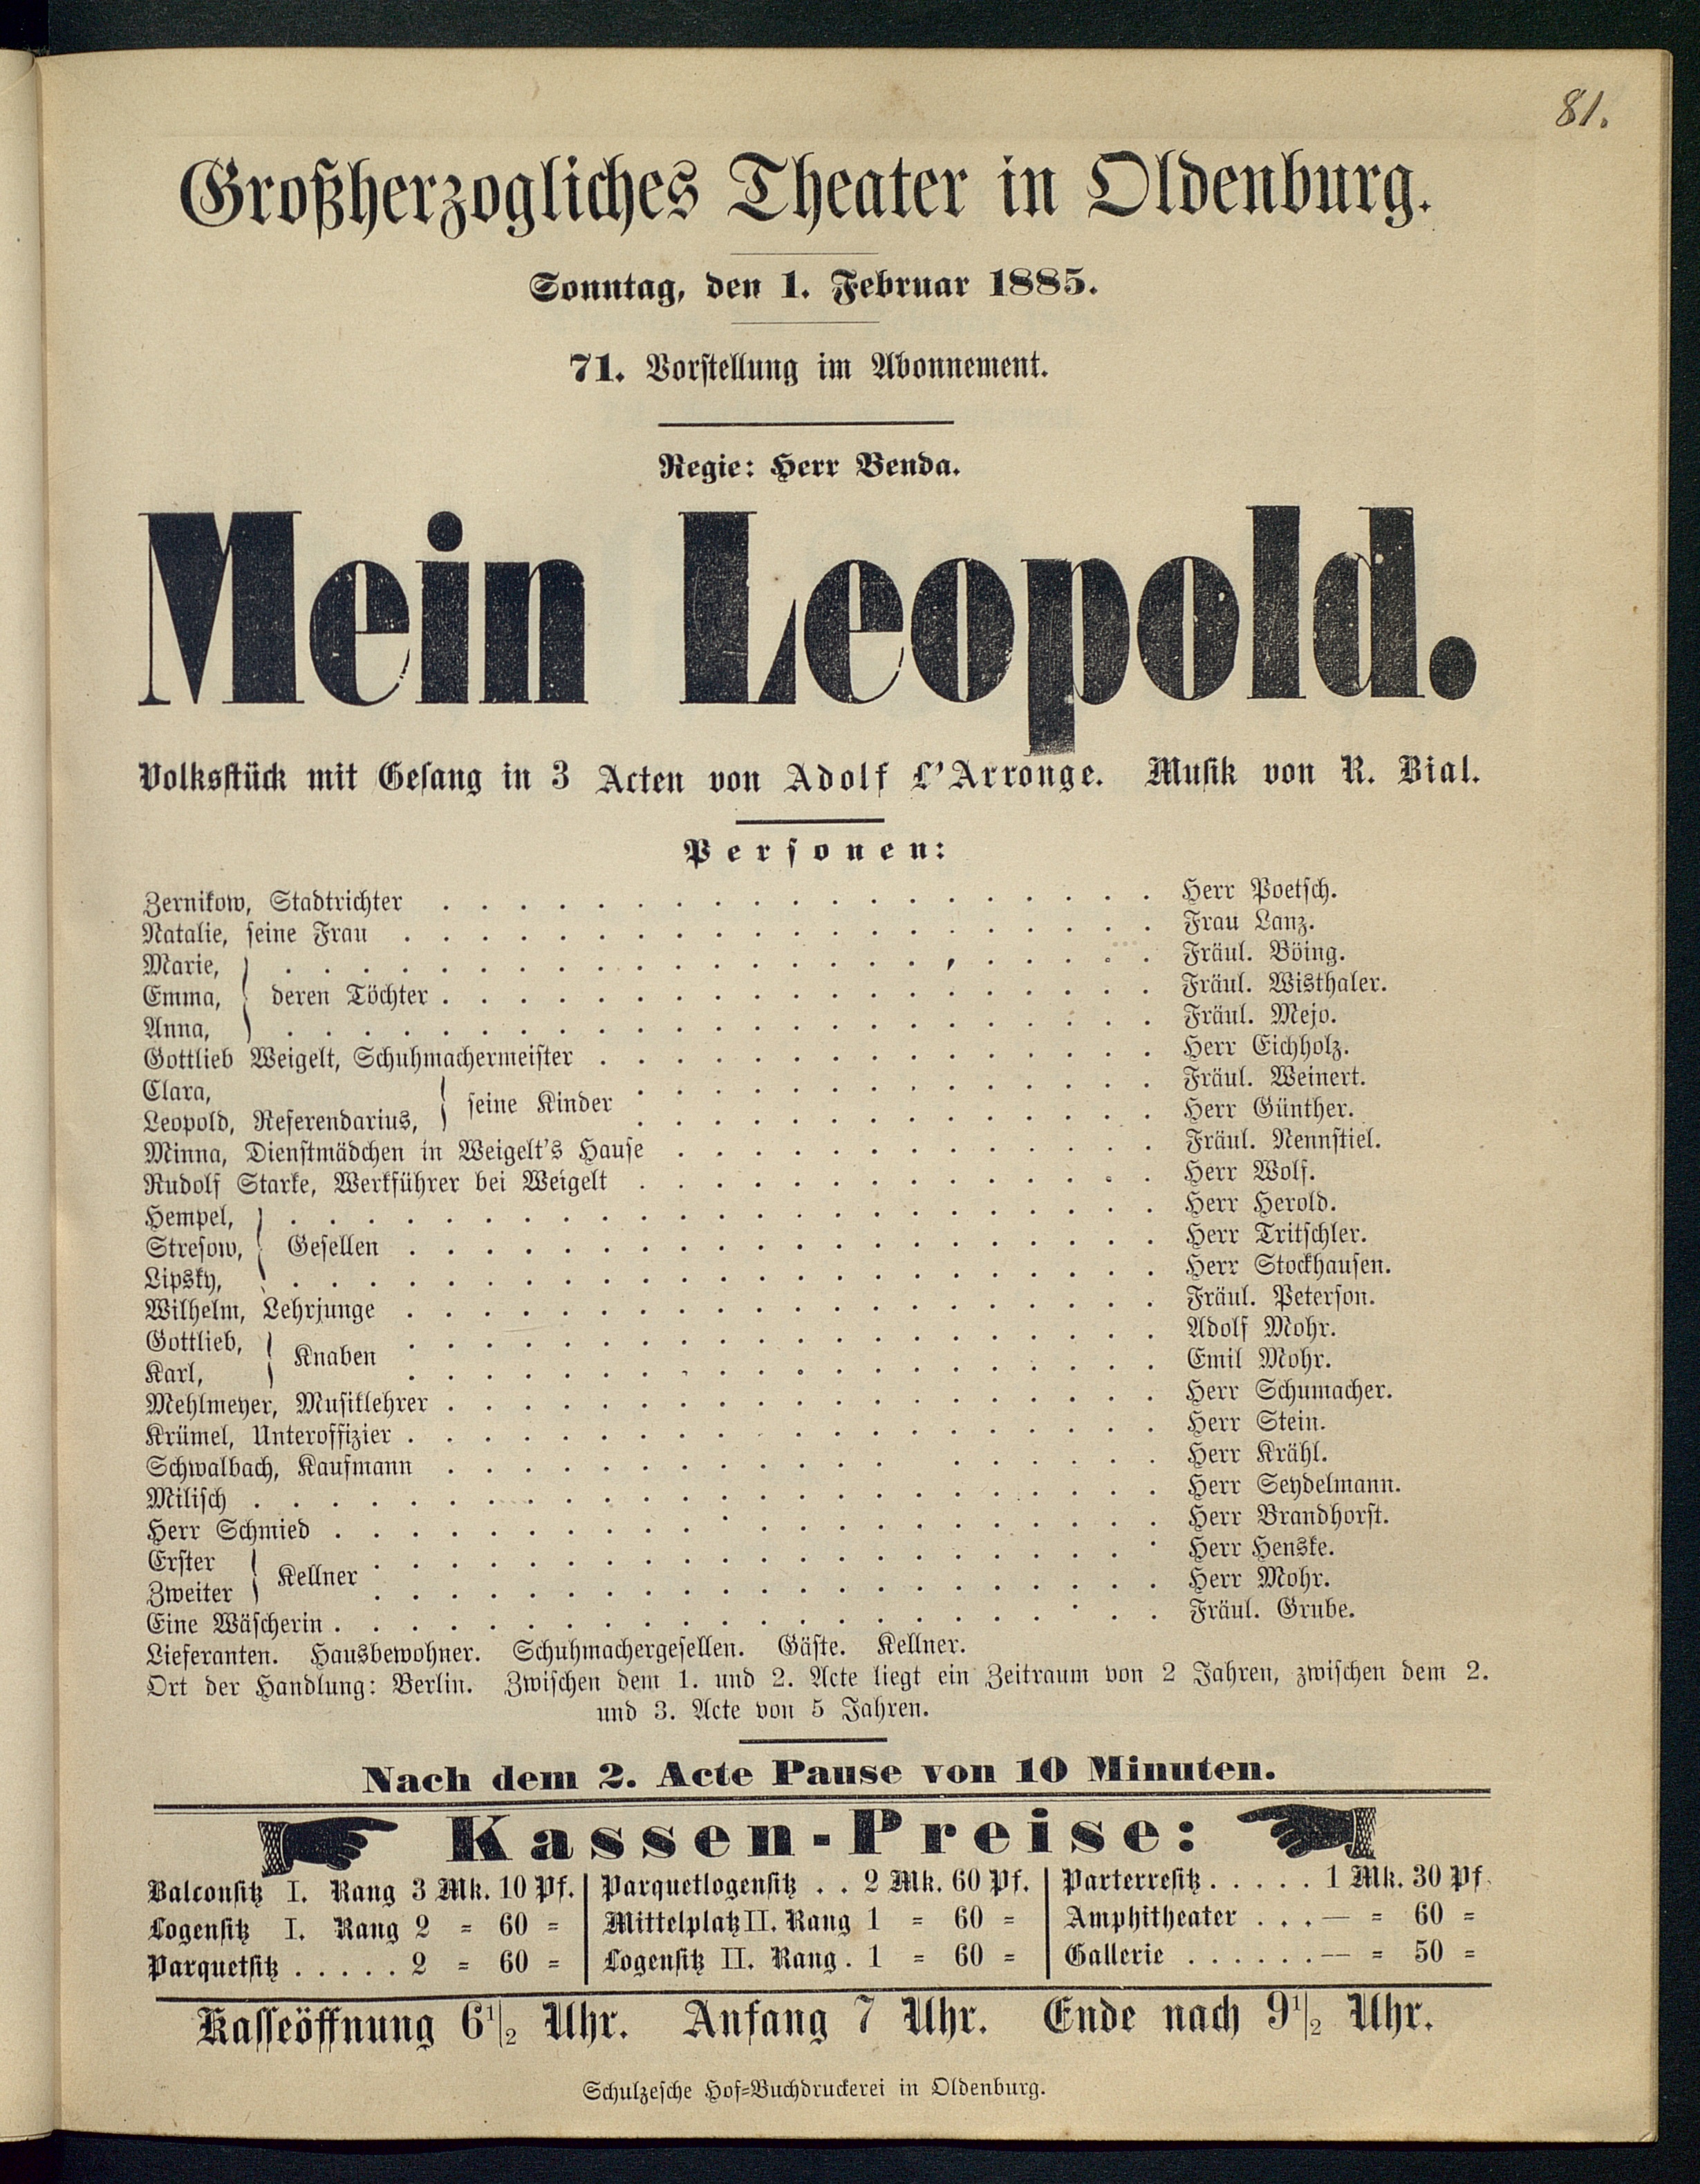 81.
Großherzogliches Theater in Oldenburg.
Sonntag, den 1. Februar 1885.
71. Vorstellung im Abonnement.
Regie: Herr Benda.
Mein Leopold.
Volksstück mit Gesang in 3 Acten von Adolf L'Arronge. Musik von R. Bial.
Personen:
Zernikow, Stadtrichter . . . . . Herr Poetsch.
Natalie, seine Frau . . . . . Frau Lanz.
Marie, . . . . . Fräul. Böing.
Emma, } deren Töchter . . . . . Fräul. Wisthaler.
Anna, . . . . . Fräul. Mejo.
Gottlieb Weigelt, Schuhmachermeister . . . . . Herr Eichholz.
Clara, . . . . . Fräul. Weinert.
Leopold, Referendarius, } seine Kinder . . . . . Herr Günther.
Minna, Dienstmädchen in Weigelt's Hause . . . . . Fräul. Nennstiel.
Rudolf Starke, Werkführer bei Weigelt . . . . . Herr Wolf.
Hempel, . . . . . Herr Herold.
Stresow, } Gesellen . . . . . Herr Tritschler.
Lipsky, . . . . . Herr Stockhausen.
Wilhelm, Lehrjunge . . . . . Fräul. Peterson.
Gottlieb, . . . . . Adolf Mohr.
Karl, } Knaben . . . . . Emil Mohr.
Mehlmeyer, Musiklehrer . . . . . Herr Schumacher.
Krümel, Unteroffizier . . . . . Herr Stein.
Schwalbach, Kaufmann . . . . . Herr Krähl.
Milisch . . . . . Herr Seydelmann.
Herr Schmied . . . . . Herr Brandhorst.
Erster . . . . . Herr Henske.
Zweiter } Kellner . . . . . Herr Mohr.
Eine Wäscherin . . . . . Fräul. Grube.
Lieferanten. Hausbewohner. Schuhmachergesellen. Gäste. Kellner.
Ort der Handlung: Berlin. Zwischen dem 1. und 2. Acte liegt ein Zeitraum von 2 Jahren, zwischen dem 2.
und 3. Acte von 5 Jahren.
Nach dem 2. Acte Pause von 10 Minuten.
Kassen-Preise:
Balconsitz I. Rang 3 Mk. 10 Pf. | Parquetlogensitz . . 2 Mk. 60 Pf. | Parterresitz . . . . . 1 Mk. 30 Pf.
Logensitz I. Rang 2 = 60 = | Mittelplatz II. Rang 1 = 60 = | Amphitheater . . . — = 60 =
Parquetsitz . . . . . 2 = 60 = | Logensitz II. Rang . 1 = 60 = | Gallerie . . . . . . — = 50 =
Kasseöffnung 6 1/2 Uhr. Anfang 7 Uhr. Ende nach 9 1/2 Uhr.
Schulzesche Hof=Buchdruckerei in Oldenburg.